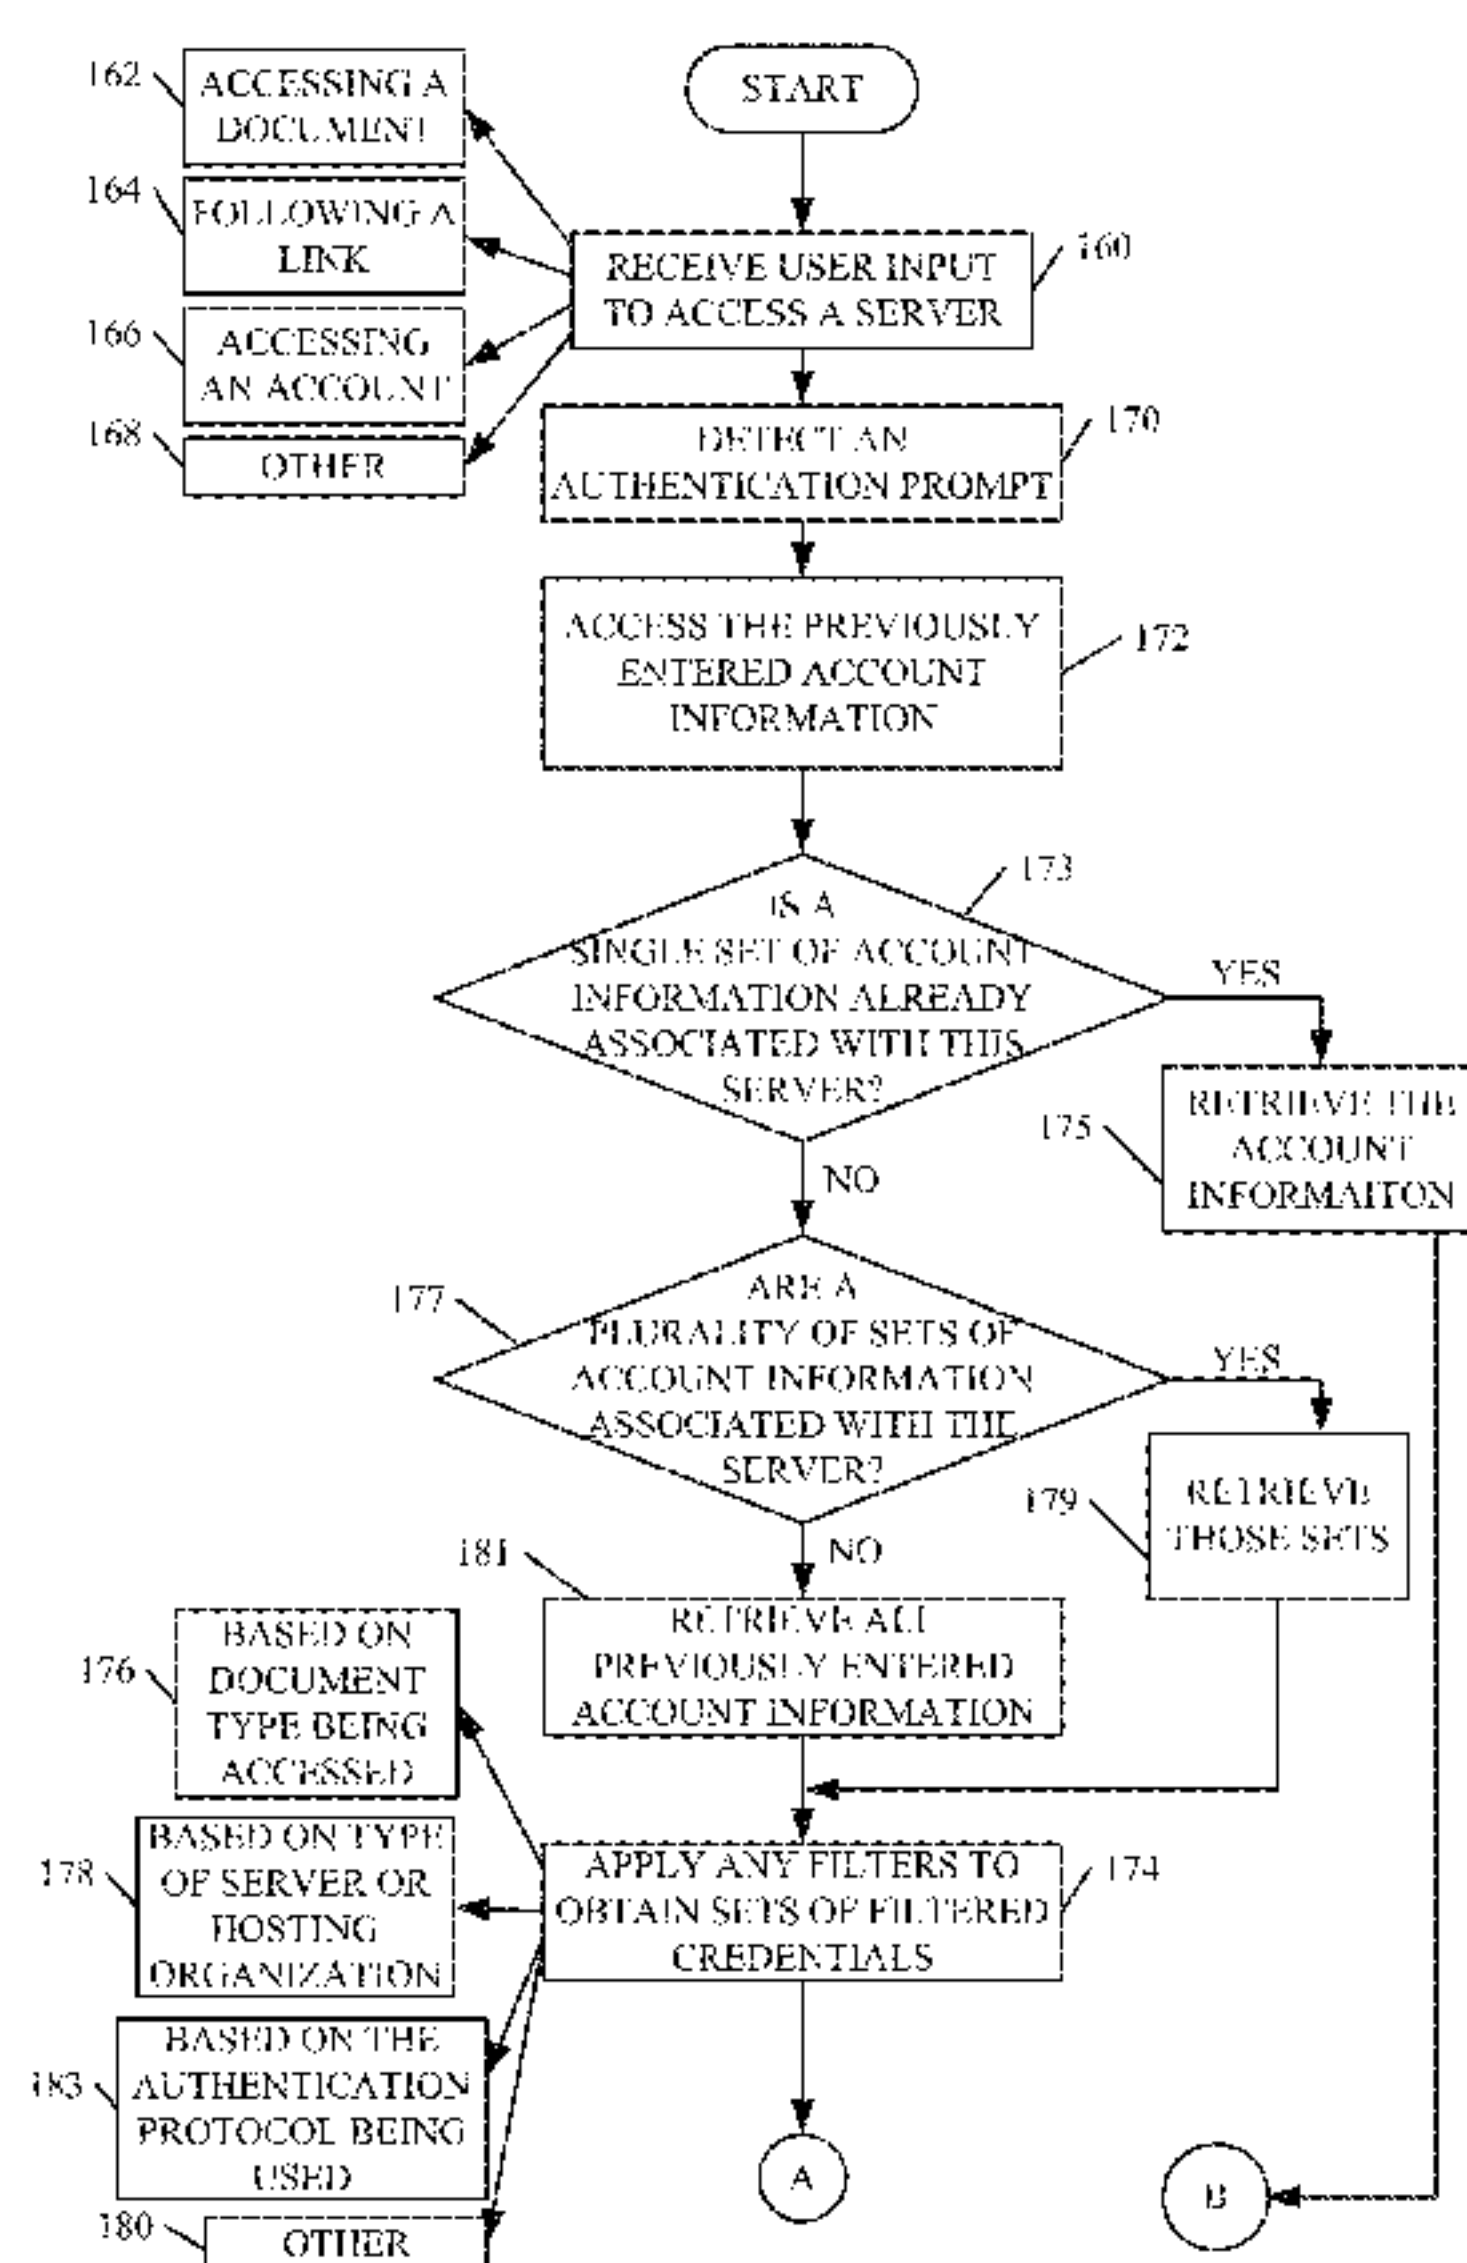 START
162
ACCESSING A
DOCUMENT
164
FOLLOWING A
LINK
166
ACCESSING
AN ACCOUNT
168
OTHER
RECEIVE USER INPUT
TO ACCESS A SERVER
160
DETECT AN
AUTHENTICATION PROMPT
170
ACCESS THE PREVIOUSLY
ENTERED ACCOUNT
INFORMATION
172
173
IS A
SINGLE SET OF ACCOUNT
INFORMATION ALREADY
ASSOCIATED WITH THIS
SERVER?
YES
175
RETRIEVE THE
ACCOUNT
INFORMAITON
NO
177
ARE A
PLURALITY OF SETS OF
ACCOUNT INFORMATION
ASSOCIATED WITH THE
SERVER?
YES
179
RETRIEVE
THOSE SETS
NO
181
RETRIEVE ALL
PREVIOUSLY ENTERED
ACCOUNT INFORMATION
176
BASED ON
DOCUMENT
TYPE BEING
ACCESSED
178
BASED ON TYPE
OF SERVER OR
HOSTING
ORGANIZATION
APPLY ANY FILTERS TO
OBTAIN SETS OF FILTERED
CREDENTIALS
174
183
BASED ON THE
AUTHENTICATION
PROTOCOL BEING
USED
180
OTHER
A
B